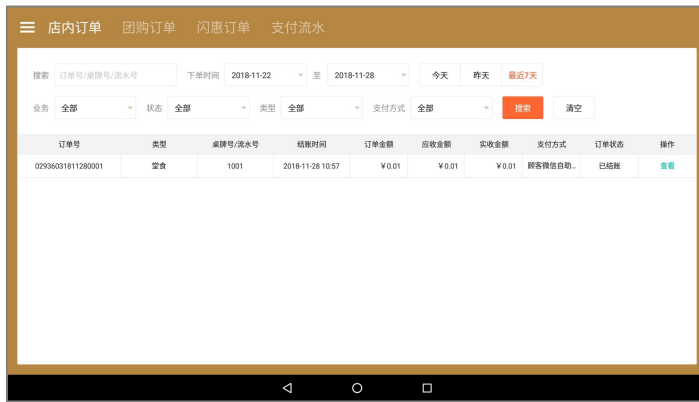 店内订单 团购订单 闪惠订单 支付流水
搜索 订单号/桌牌号/流水号 下单时间 2018-11-22 至 2018-11-28 今天 昨天 最近7天
业务 全部 状态 全部 类型 全部 支付方式 全部 搜索 清空
订单号 类型 桌牌号/流水号 结账时间 订单金额 应收金额 实收金额 支付方式 订单状态 操作
02936031811280001 堂食 1001 2018-11-28 10:57 ￥0.01 ￥0.01 ￥0.01 顾客微信自助... 已结账 查看